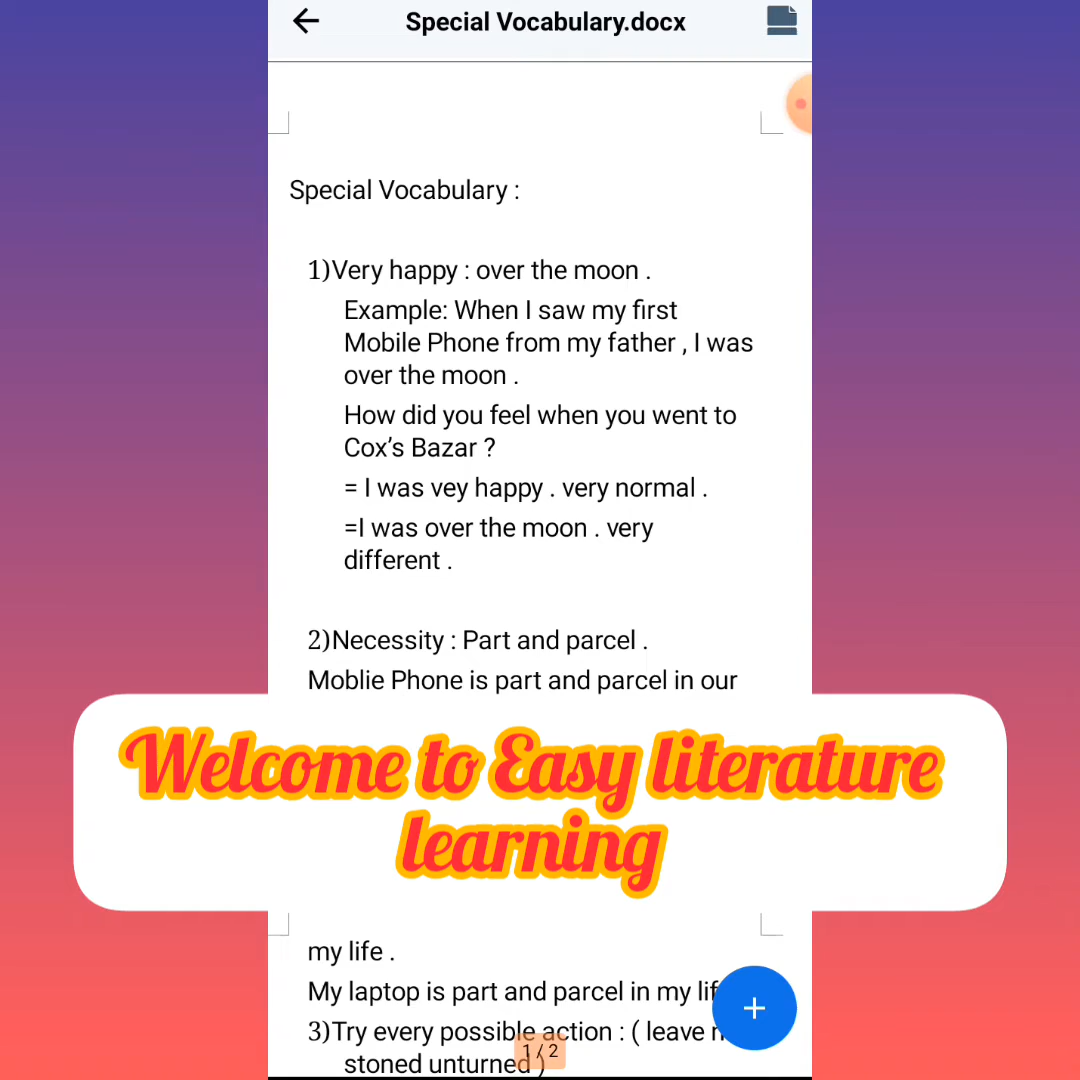 Special Vocabulary.docx
Special Vocabulary :
1)Very happy : over the moon .
Example: When I saw my first
Mobile Phone from my father , I was
over the moon .
How did you feel when you went to
Cox’s Bazar ?
= I was vey happy . very normal .
=I was over the moon . very
different .
2)Necessity : Part and parcel .
Moblie Phone is part and parcel in our
Welcome to Easy literature
learning
my life .
My laptop is part and parcel in my
3)Try every possible action : ( leave
stoned unturned )
1 / 2